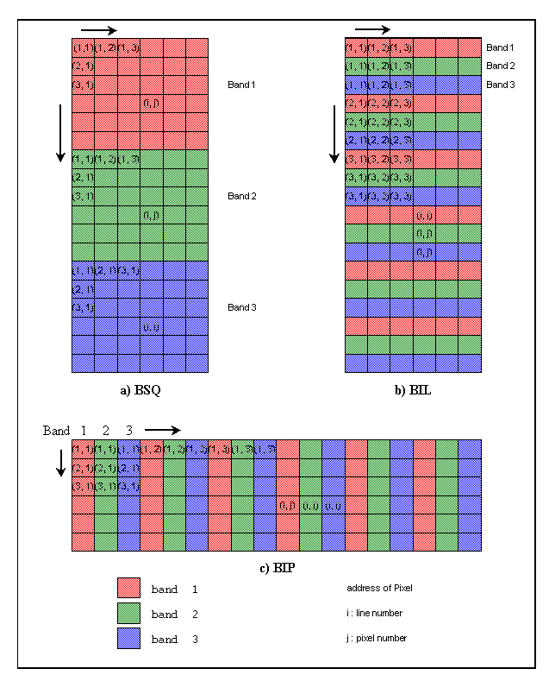 (1,1)(1, 2)(1, 3)
(2, 1)
(3, 1)
Band 1
(i, j)
(1, 1)(1, 2)(1, 3)
(2, 1)
(3, 1)
Band 2
(i, j)
(1, 1)(2, 1)(3, 1)
(2, 1)
(3, 1)
Band 3
(i, j)
a) BSQ
(1, 1)(1, 2)(1, 3) Band 1
(1, 1)(1, 2)(1, 3) Band 2
(1, 1)(1, 2)(1, 3) Band 3
(2, 1)(2, 2)(2, 3)
(2, 1)(2, 2)(2, 3)
(2, 1)(2, 2)(2, 3)
(3, 1)(3, 2)(3, 3)
(3, 1)(3, 2)(3, 3)
(3, 1)(3, 2)(3, 3)
(i, j)
(i, j)
(i, j)
b) BIL
Band 1 2 3
(1, 1)(1, 1)(1, 1)(1, 2)(1, 2)(1, 2)(1, 3)(1, 3)(1, 3)
(2, 1)(2, 1)(2, 1)
(3, 1)(3, 1)(3, 1)
(i, j) (i, j) (i, j)
c) BIP
band 1
address of Pixel
band 2
i : line number
band 3
j : pixel number